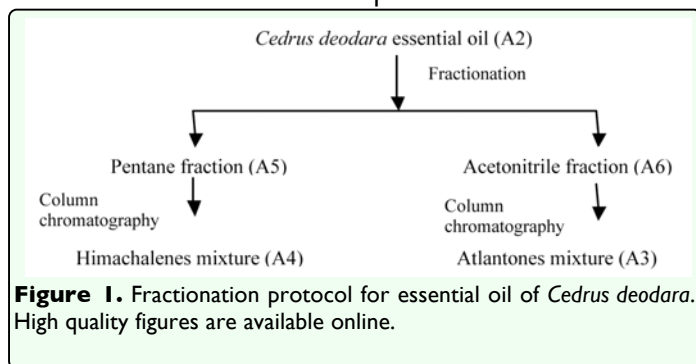 Cedrus deodara essential oil (A2)
Fractionation
Pentane fraction (A5)
Acetonitrile fraction (A6)
Column
chromatography
Column
chromatography
Himachalenes mixture (A4)
Atlantones mixture (A3)
Figure 1. Fractionation protocol for essential oil of Cedrus deodara.
High quality figures are available online.